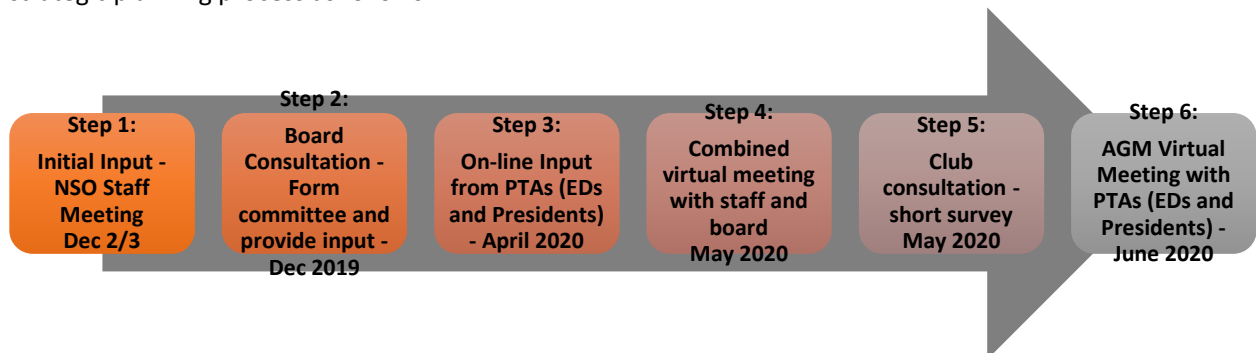 strategic planning process
Step 1:
Initial Input -
NSO Staff
Meeting
Dec 2/3
Step 2:
Board
Consultation -
Form
committee and
provide input -
Dec 2019
Step 3:
On-line Input
from PTAs (EDs
and Presidents)
- April 2020
Step 4:
Combined
virtual meeting
with staff and
board
May 2020
Step 5:
Club
consultation -
short survey
May 2020
Step 6:
AGM Virtual
Meeting with
PTAs (EDs and
Presidents) -
June 2020